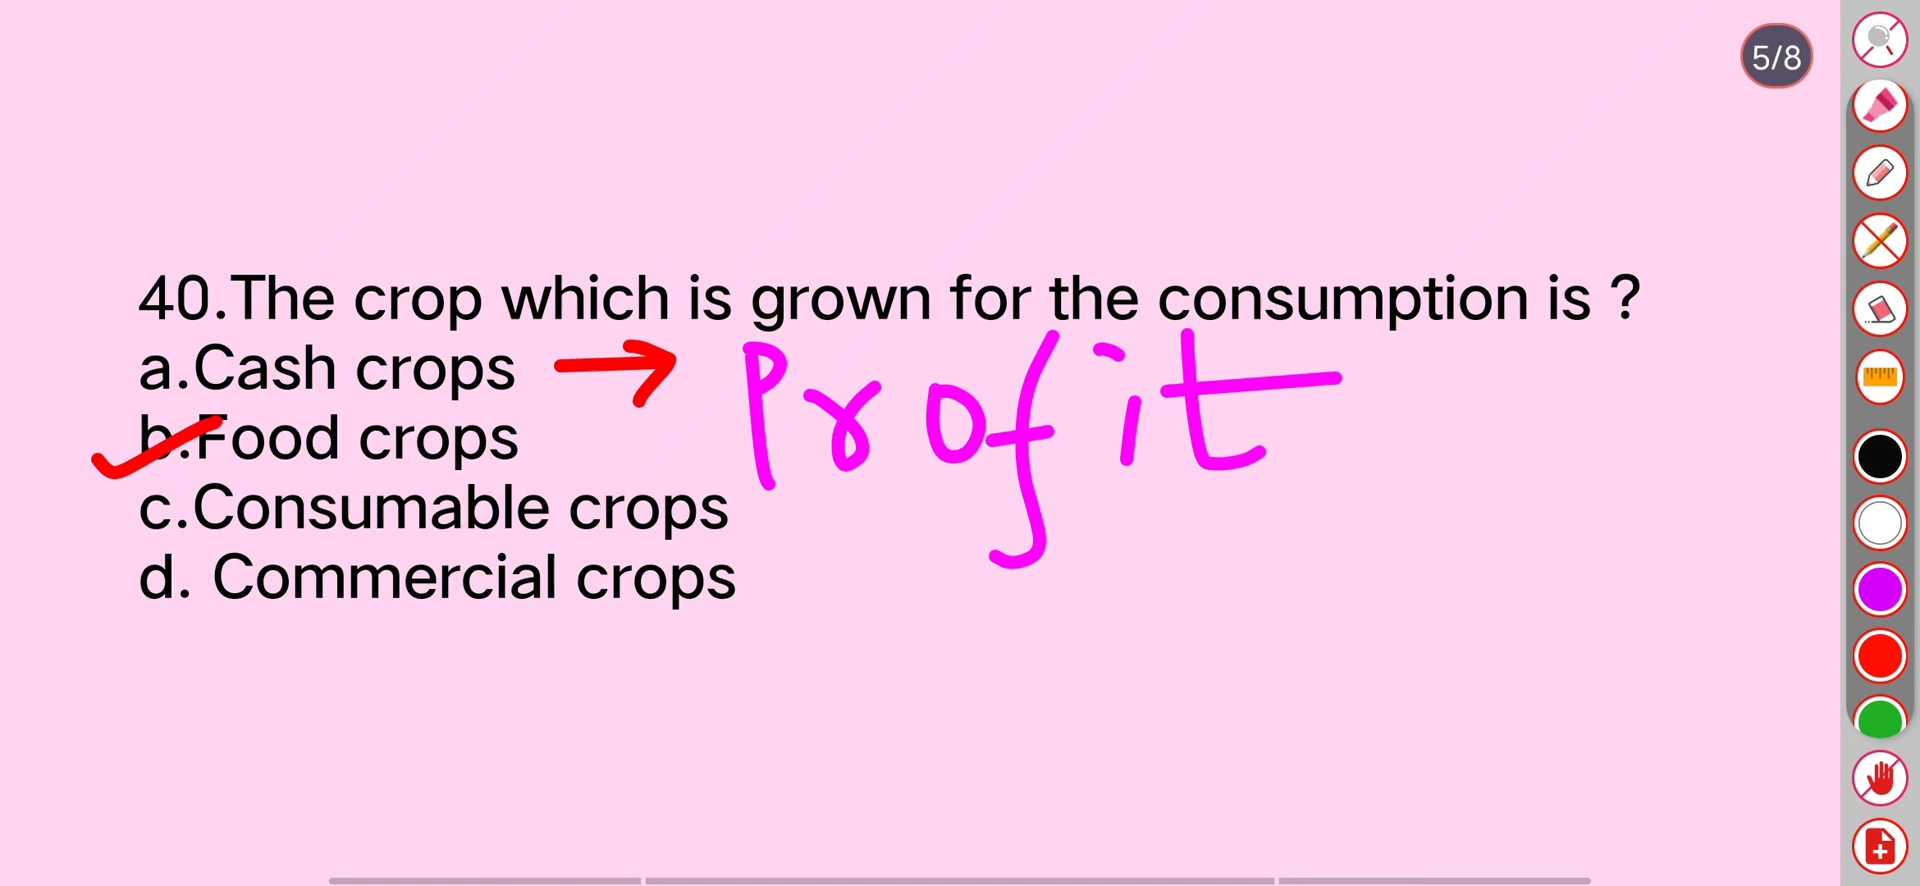 5/8
40.The crop which is grown for the consumption is ?
a.Cash crops → Profit
b.Food crops
c.Consumable crops
d. Commercial crops